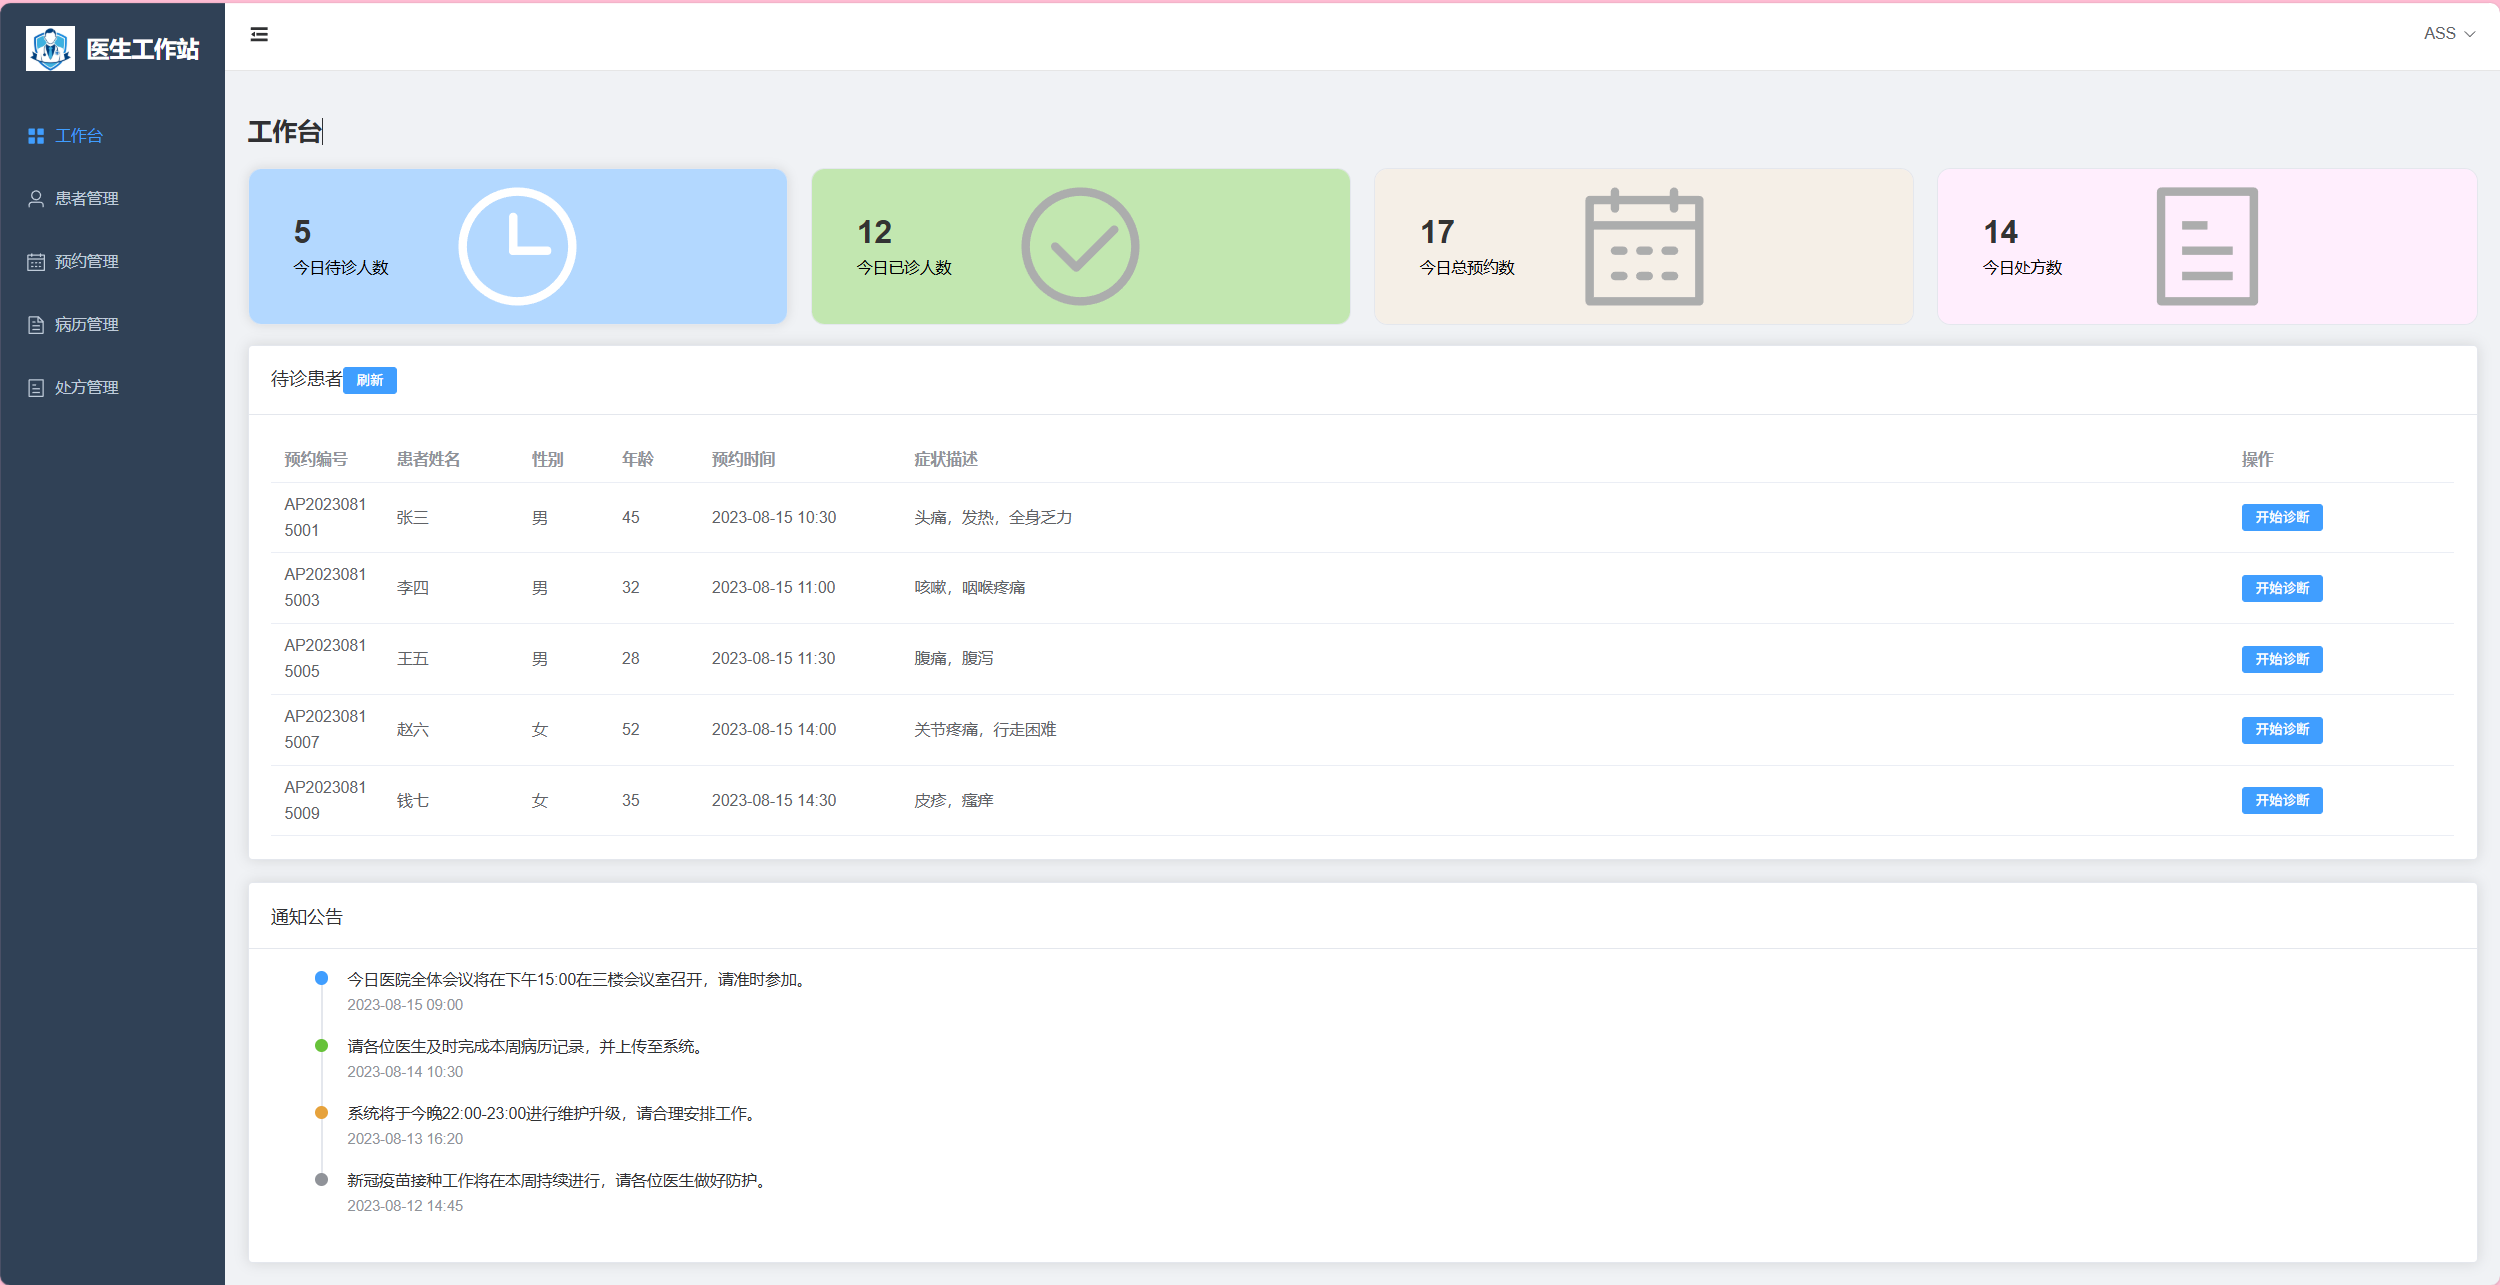 医生工作站
ASS
工作台
患者管理
预约管理
病历管理
处方管理
工作台
5
今日待诊人数
12
今日已诊人数
17
今日总预约数
14
今日处方数
待诊患者 刷新
预约编号 患者姓名 性别 年龄 预约时间 症状描述 操作
AP2023081
5001 张三 男 45 2023-08-15 10:30 头痛，发热，全身乏力 开始诊断
AP2023081
5003 李四 男 32 2023-08-15 11:00 咳嗽，咽喉疼痛 开始诊断
AP2023081
5005 王五 男 28 2023-08-15 11:30 腹痛，腹泻 开始诊断
AP2023081
5007 赵六 女 52 2023-08-15 14:00 关节疼痛，行走困难 开始诊断
AP2023081
5009 钱七 女 35 2023-08-15 14:30 皮疹，瘙痒 开始诊断
通知公告
今日医院全体会议将在下午15:00在三楼会议室召开，请准时参加。
2023-08-15 09:00
请各位医生及时完成本周病历记录，并上传至系统。
2023-08-14 10:30
系统将于今晚22:00-23:00进行维护升级，请合理安排工作。
2023-08-13 16:20
新冠疫苗接种工作将在本周持续进行，请各位医生做好防护。
2023-08-12 14:45